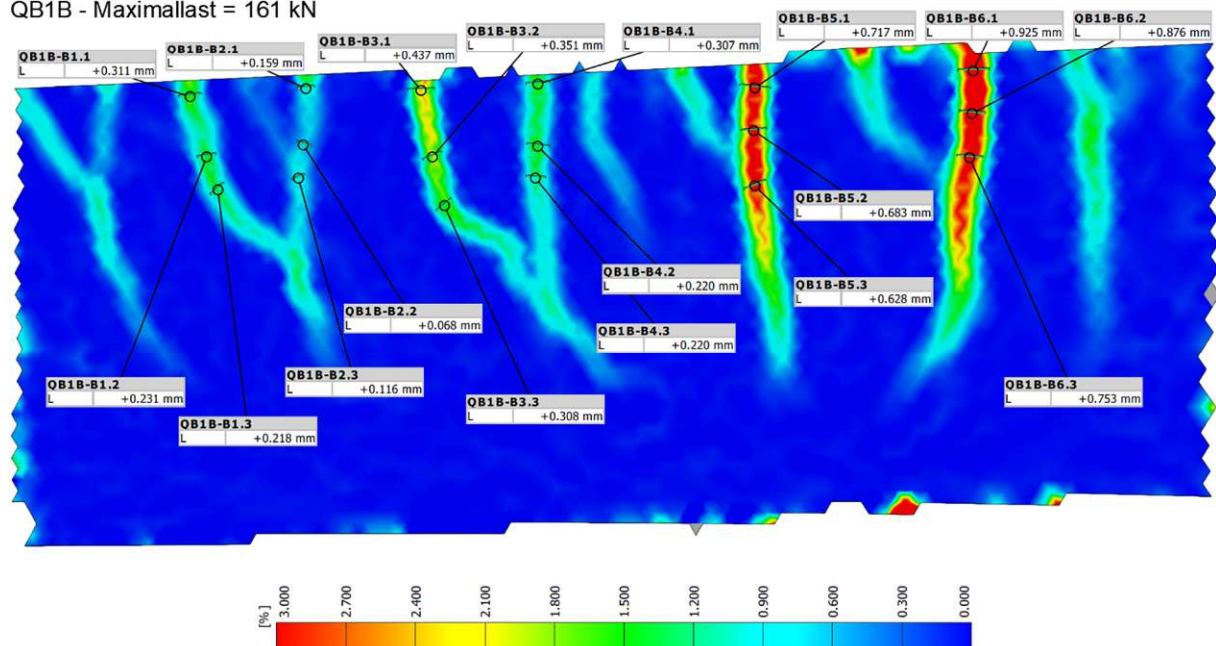 QB1B - Maximallast = 161 kN
QB1B-B1.1
L +0.311 mm
QB1B-B2.1
L +0.159 mm
QB1B-B3.1
L +0.437 mm
QB1B-B3.2
L +0.351 mm
QB1B-B4.1
L +0.307 mm
QB1B-B5.1
L +0.717 mm
QB1B-B6.1
L +0.925 mm
QB1B-B6.2
L +0.876 mm
QB1B-B5.2
L +0.683 mm
QB1B-B4.2
L +0.220 mm
QB1B-B5.3
L +0.628 mm
QB1B-B2.2
L +0.068 mm
QB1B-B4.3
L +0.220 mm
QB1B-B1.2
L +0.231 mm
QB1B-B2.3
L +0.116 mm
QB1B-B3.3
L +0.308 mm
QB1B-B6.3
L +0.753 mm
QB1B-B1.3
L +0.218 mm
[%] 3.000 2.700 2.400 2.100 1.800 1.500 1.200 0.900 0.600 0.300 0.000